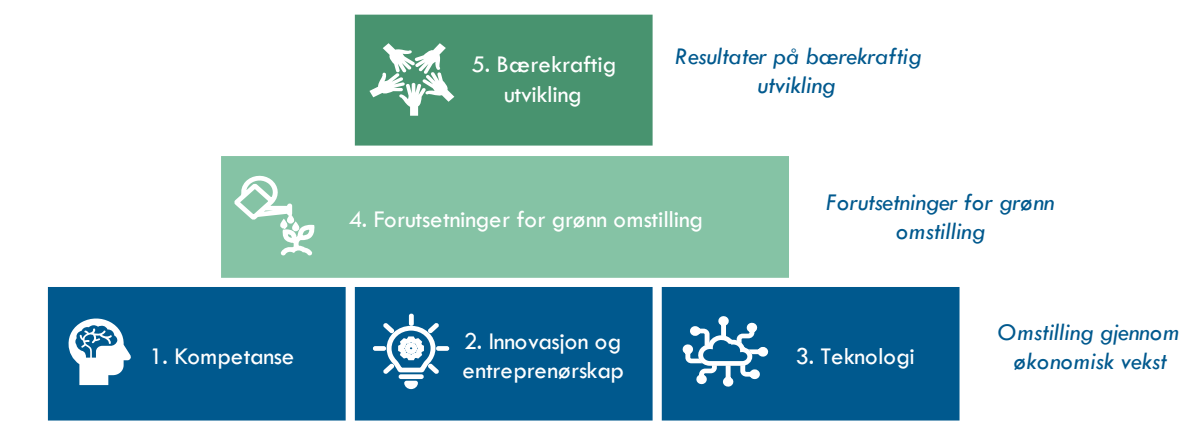 5. Bærekraftig
utvikling
Resultater på bærekraftig
utvikling
4. Forutsetninger for grønn omstilling
Forutsetninger for grønn
omstilling
1. Kompetanse
2. Innovasjon og
entreprenørskap
3. Teknologi
Omstilling gjennom
økonomisk vekst